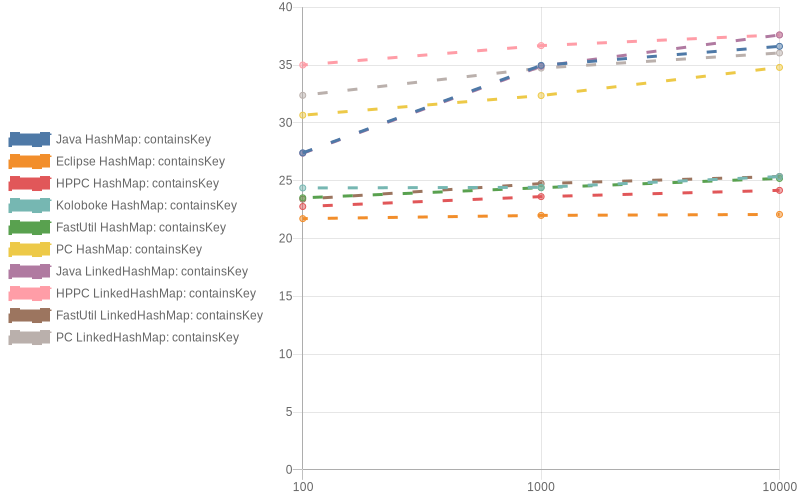 Java HashMap: containsKey
Eclipse HashMap: containsKey
HPPC HashMap: containsKey
Koloboke HashMap: containsKey
FastUtil HashMap: containsKey
PC HashMap: containsKey
Java LinkedHashMap: containsKey
HPPC LinkedHashMap: containsKey
FastUtil LinkedHashMap: containsKey
PC LinkedHashMap: containsKey
40
35
30
25
20
15
10
5
0
100 1000 10000